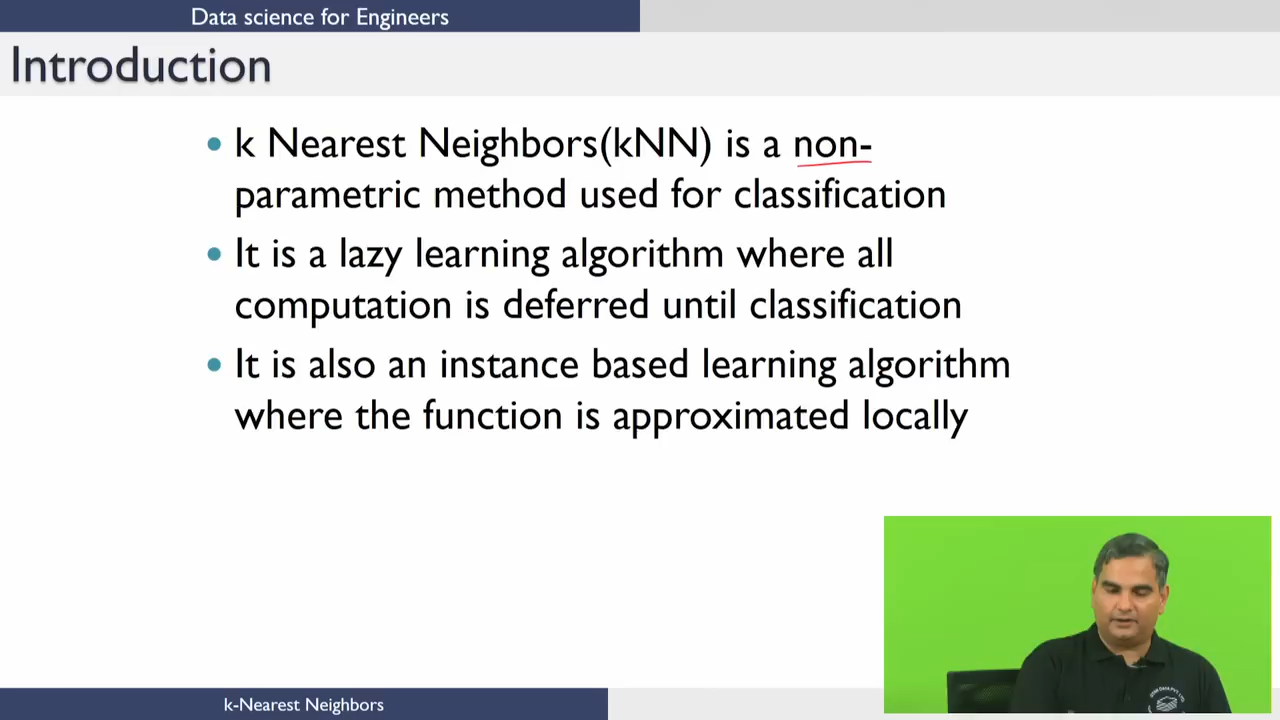 Data science for Engineers
Introduction
• k Nearest Neighbors(kNN) is a non-
parametric method used for classification
• It is a lazy learning algorithm where all
computation is deferred until classification
• It is also an instance based learning algorithm
where the function is approximated locally
k-Nearest Neighbors